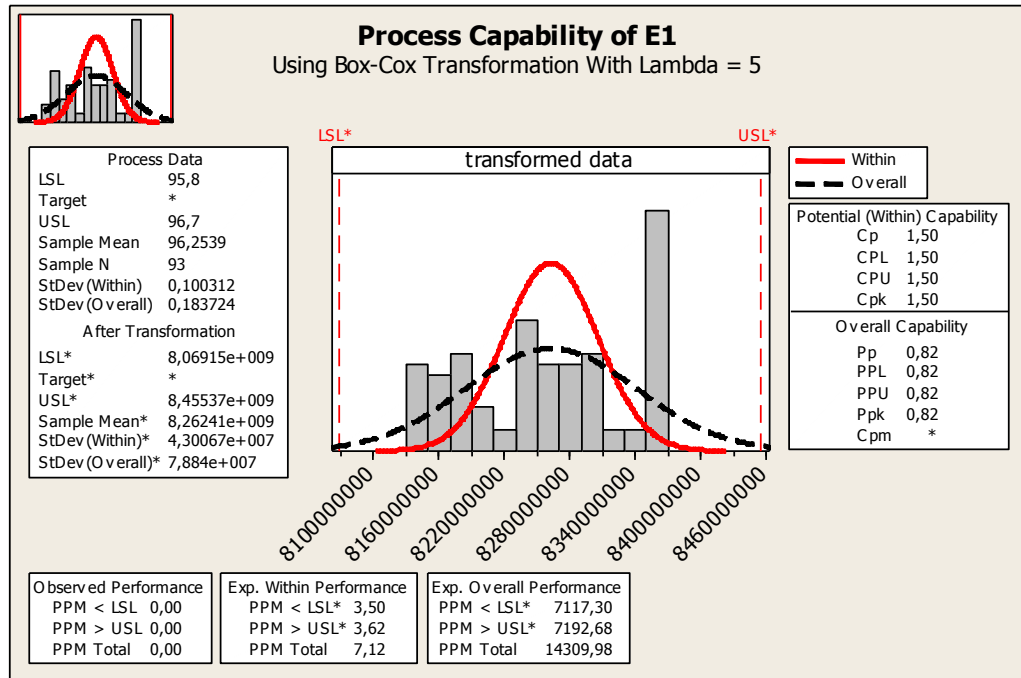 Process Capability of E1
Using Box-Cox Transformation With Lambda = 5
LSL*
USL*
transformed data
Process Data
LSL 95,8
Target *
USL 96,7
Sample Mean 96,2539
Sample N 93
StDev(Within) 0,100312
StDev(Overall) 0,183724
After Transformation
LSL* 8,06915e+009
Target* *
USL* 8,45537e+009
Sample Mean* 8,26241e+009
StDev(Within)* 4,30067e+007
StDev(Overall)* 7,884e+007
Within
Overall
Potential (Within) Capability
Cp 1,50
CPL 1,50
CPU 1,50
Cpk 1,50
Overall Capability
Pp 0,82
PPL 0,82
PPU 0,82
Ppk 0,82
Cpm *
8100000000
8160000000
8220000000
8280000000
8340000000
8400000000
8460000000
Observed Performance
PPM < LSL 0,00
PPM > USL 0,00
PPM Total 0,00
Exp. Within Performance
PPM < LSL* 3,50
PPM > USL* 3,62
PPM Total 7,12
Exp. Overall Performance
PPM < LSL* 7117,30
PPM > USL* 7192,68
PPM Total 14309,98